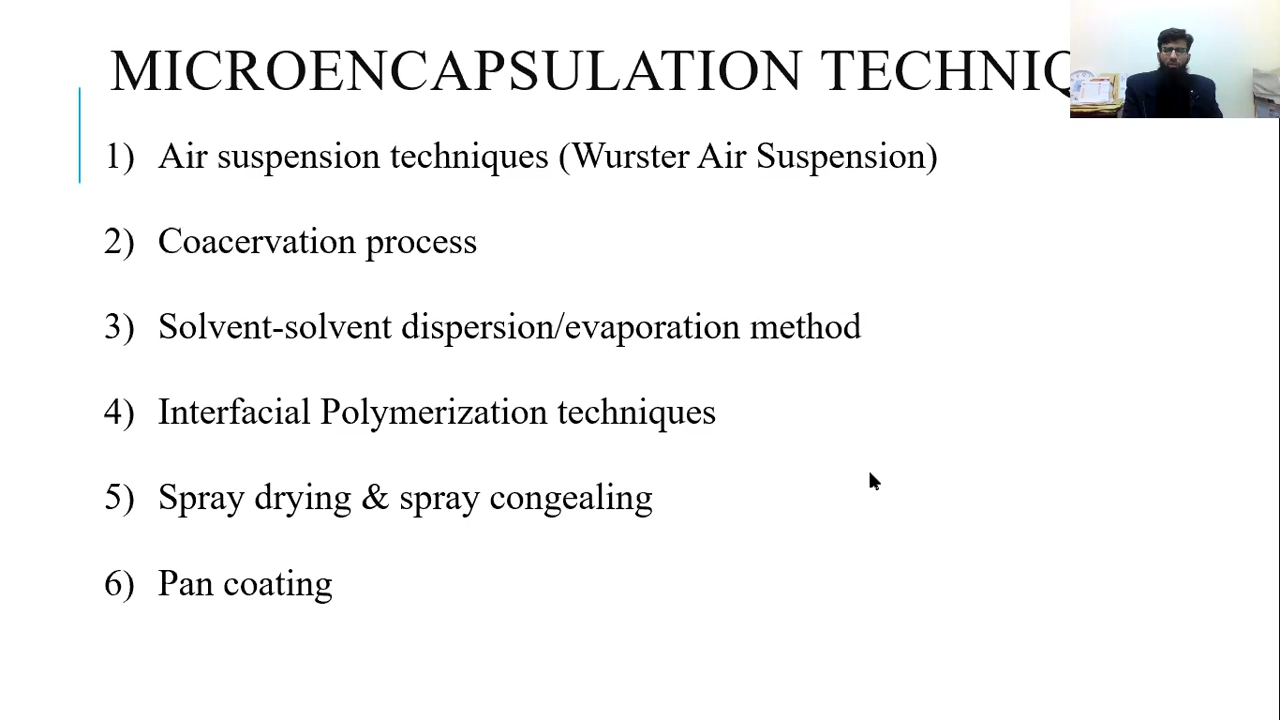 MICROENCAPSULATION
1) Air suspension techniques (Wurster Air Suspension)
2) Coacervation process
3) Solvent-solvent dispersion/evaporation method
4) Interfacial Polymerization techniques
5) Spray drying & spray congealing
6) Pan coating